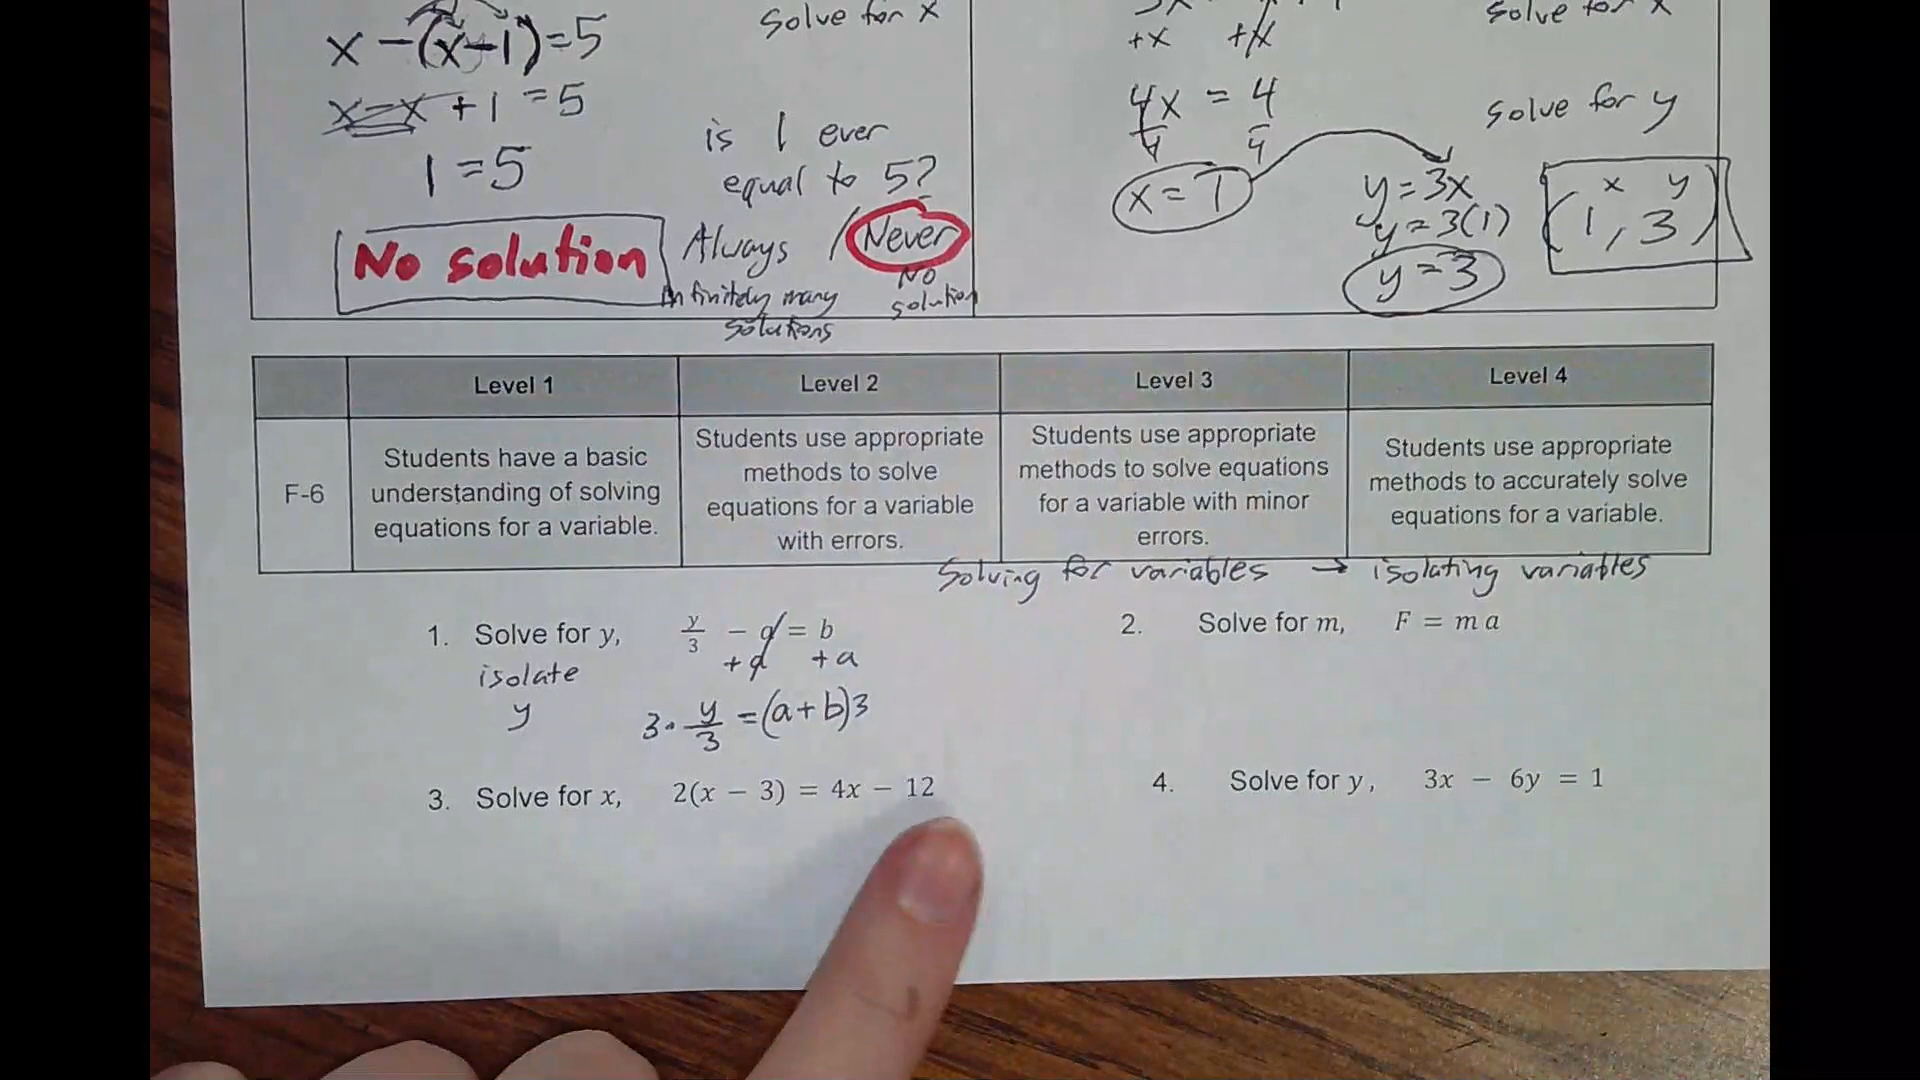 x - (x-1) = 5
solve for x
x - x + 1 = 5
1 = 5
is 1 ever
equal to 5?
No solution
Always / Never
Infinitely many
solutions
No
solution
solve for x
+x +x
4x = 4
4 4
x = 1
solve for y
y = 3x
y = 3(1)
y = 3
x y
(1, 3)
Level 1 Level 2 Level 3 Level 4
F-6
Students have a basic
understanding of solving
equations for a variable.
Students use appropriate
methods to solve
equations for a variable
with errors.
Students use appropriate
methods to solve equations
for a variable with minor
errors.
Students use appropriate
methods to accurately solve
equations for a variable.
Solving for variables → isolating variables
1. Solve for y, y/3 - a = b
+a +a
isolate
y
3 · y/3 = (a+b)3
2. Solve for m, F = m a
3. Solve for x, 2(x − 3) = 4x − 12
4. Solve for y, 3x − 6y = 1